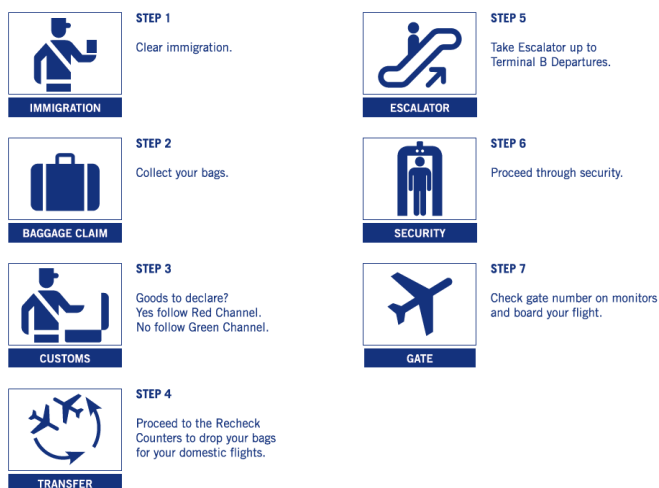 STEP 1
Clear immigration.
IMMIGRATION
STEP 2
Collect your bags.
BAGGAGE CLAIM
STEP 3
Goods to declare?
Yes follow Red Channel.
No follow Green Channel.
CUSTOMS
STEP 4
Proceed to the Recheck
Counters to drop your bags
for your domestic flights.
TRANSFER
STEP 5
Take Escalator up to
Terminal B Departures.
ESCALATOR
STEP 6
Proceed through security.
SECURITY
STEP 7
Check gate number on monitors
and board your flight.
GATE